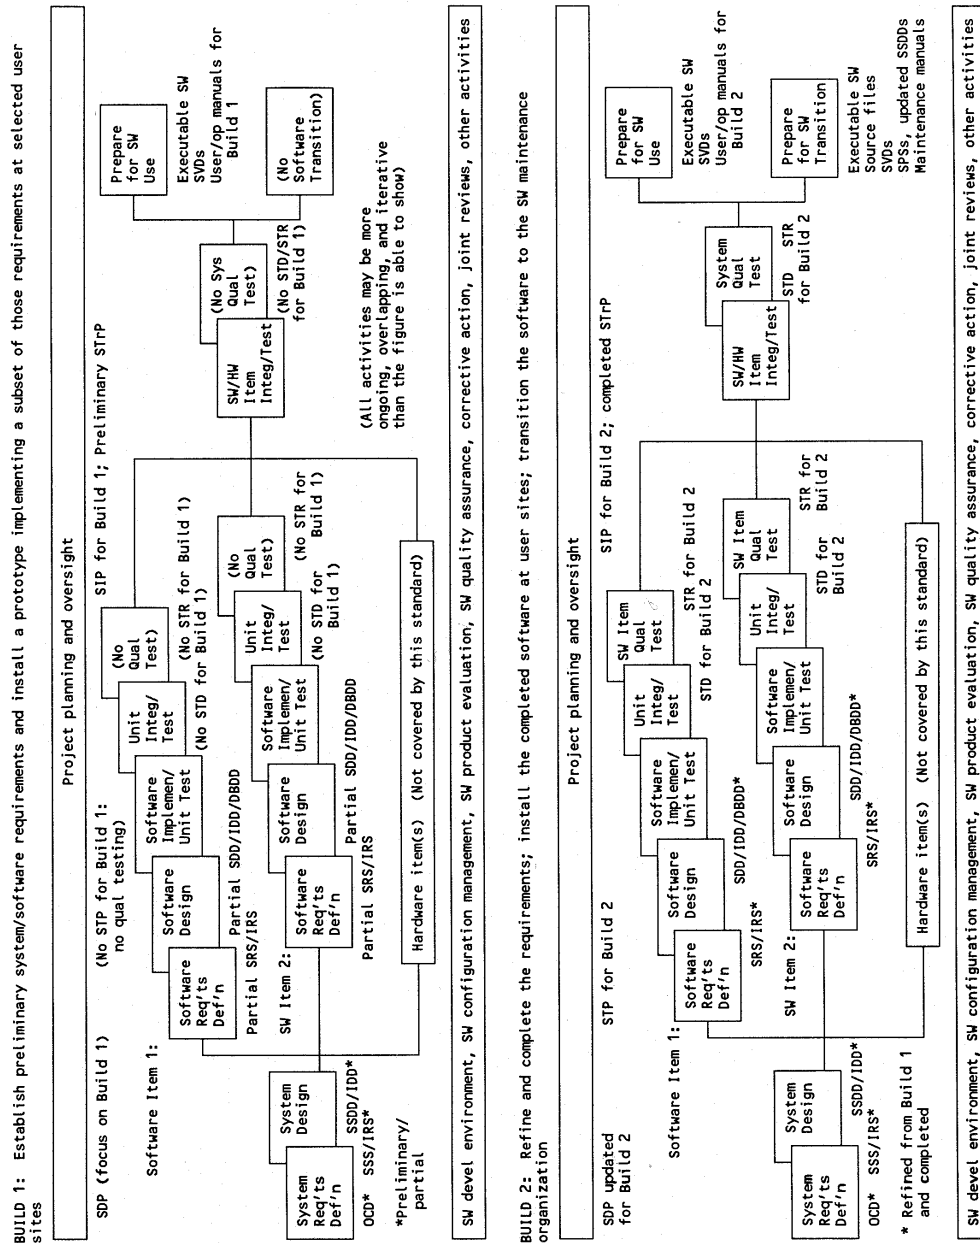 BUILD 1: Establish preliminary system/software requirements and install a prototype implementing a subset of those requirements at selected user
sites
Project planning and oversight
SDP (focus on Build 1)
(No STP for Build 1:
no qual testing)
SIP for Build 1; Preliminary STrP
Software Item 1:
Software
Req'ts
Def'n
Software
Design
Software
Implemen/
Unit Test
Unit
Integ/
Test
(No
Qual
Test)
Partial SRS/IRS
Partial SDD/IDD/DBDD
(No STD for Build 1)
(No STR for Build 1)
System
Req'ts
Def'n
System
Design
OCD*
SSS/IRS*
SSDD/IDD*
*Preliminary/
partial
SW Item 2:
Software
Req'ts
Def'n
Software
Design
Software
Implemen/
Unit Test
Unit
Integ/
Test
(No
Qual
Test)
Partial SRS/IRS
Partial SDD/IDD/DBDD
(No STD for
Build 1)
(No STR for
Build 1)
Hardware item(s) (Not covered by this standard)
SW/HW
Item
Integ/Test
(No Sys
Qual
Test)
(No STD/STR
for Build 1)
Prepare
for SW
Use
Executable SW
SVDs
User/op manuals for
Build 1
(No
Software
Transition)
(All activities may be more
ongoing, overlapping, and iterative
than the figure is able to show)
SW devel environment, SW configuration management, SW product evaluation, SW quality assurance, corrective action, joint reviews, other activities
BUILD 2: Refine and complete the requirements; install the completed software at user sites; transition the software to the SW maintenance
organization
Project planning and oversight
SDP updated
for Build 2
STP for Build 2
SIP for Build 2; completed STrP
Software Item 1:
Software
Req'ts
Def'n
Software
Design
Software
Implemen/
Unit Test
Unit
Integ/
Test
SW Item
Qual
Test
SRS/IRS*
SDD/IDD/DBDD*
STD for Build 2
STR for Build 2
System
Req'ts
Def'n
System
Design
OCD*
SSS/IRS*
SSDD/IDD*
* Refined from Build 1
and completed
SW Item 2:
Software
Req'ts
Def'n
Software
Design
Software
Implemen/
Unit Test
Unit
Integ/
Test
SW Item
Qual
Test
SRS/IRS*
SDD/IDD/DBDD*
STD for
Build 2
STR for
Build 2
Hardware item(s) (Not covered by this standard)
SW/HW
Item
Integ/Test
System
Qual
Test
STD STR
for Build 2
Prepare
for SW
Use
Executable SW
SVDs
User/op manuals for
Build 2
Prepare
for SW
Transition
Executable SW
Source files
SVDs
SPSs, updated SSDDs
Maintenance manuals
SW devel environment, SW configuration management, SW product evaluation, SW quality assurance, corrective action, joint reviews, other activities